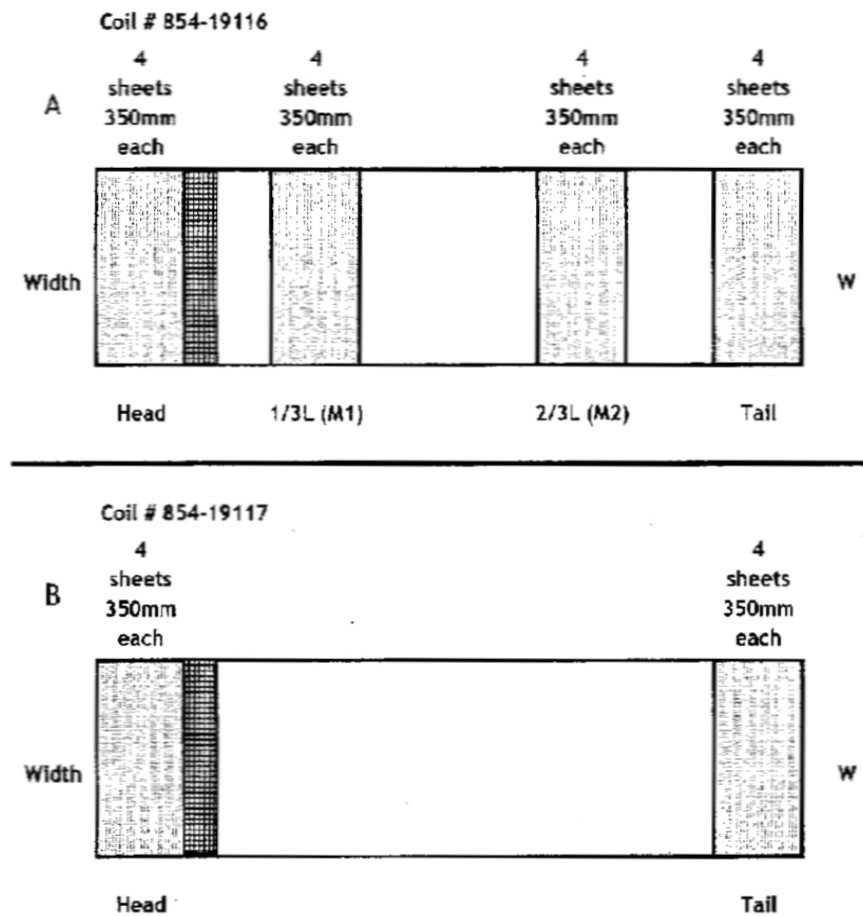 Coil # 854-19116
A
4 4 4 4
sheets sheets sheets sheets
350mm 350mm 350mm 350mm
each each each each
Width W
Head 1/3L (M1) 2/3L (M2) Tail
Coil # 854-19117
B
4 4
sheets sheets
350mm 350mm
each each
Width W
Head Tail